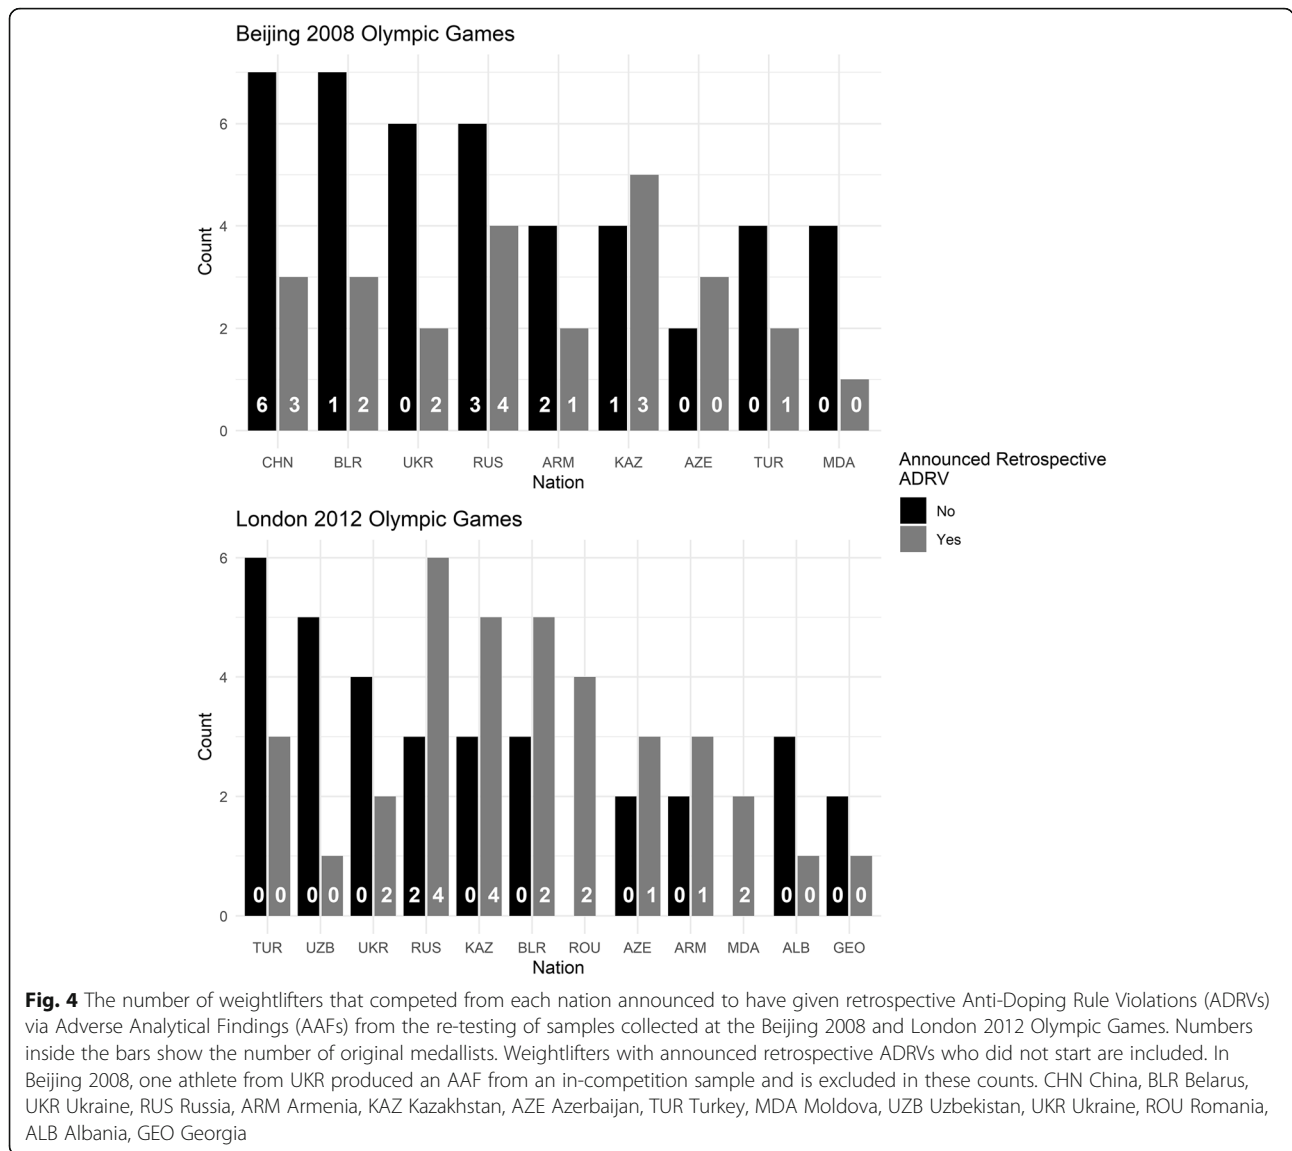 Beijing 2008 Olympic Games
6
4
2
0
Count
6 3 1 2 0 2 3 4 2 1 1 3 0 0 0 1 0 0
CHN BLR UKR RUS ARM KAZ AZE TUR MDA
Nation
Announced Retrospective
ADRV
No
Yes
London 2012 Olympic Games
6
4
2
0
Count
0 0 0 0 0 2 2 4 0 4 0 2 2 0 1 0 1 2 0 0 0 0
TUR UZB UKR RUS KAZ BLR ROU AZE ARM MDA ALB GEO
Nation
Fig. 4 The number of weightlifters that competed from each nation announced to have given retrospective Anti-Doping Rule Violations (ADRVs)
via Adverse Analytical Findings (AAFs) from the re-testing of samples collected at the Beijing 2008 and London 2012 Olympic Games. Numbers
inside the bars show the number of original medallists. Weightlifters with announced retrospective ADRVs who did not start are included. In
Beijing 2008, one athlete from UKR produced an AAF from an in-competition sample and is excluded in these counts. CHN China, BLR Belarus,
UKR Ukraine, RUS Russia, ARM Armenia, KAZ Kazakhstan, AZE Azerbaijan, TUR Turkey, MDA Moldova, UZB Uzbekistan, UKR Ukraine, ROU Romania,
ALB Albania, GEO Georgia